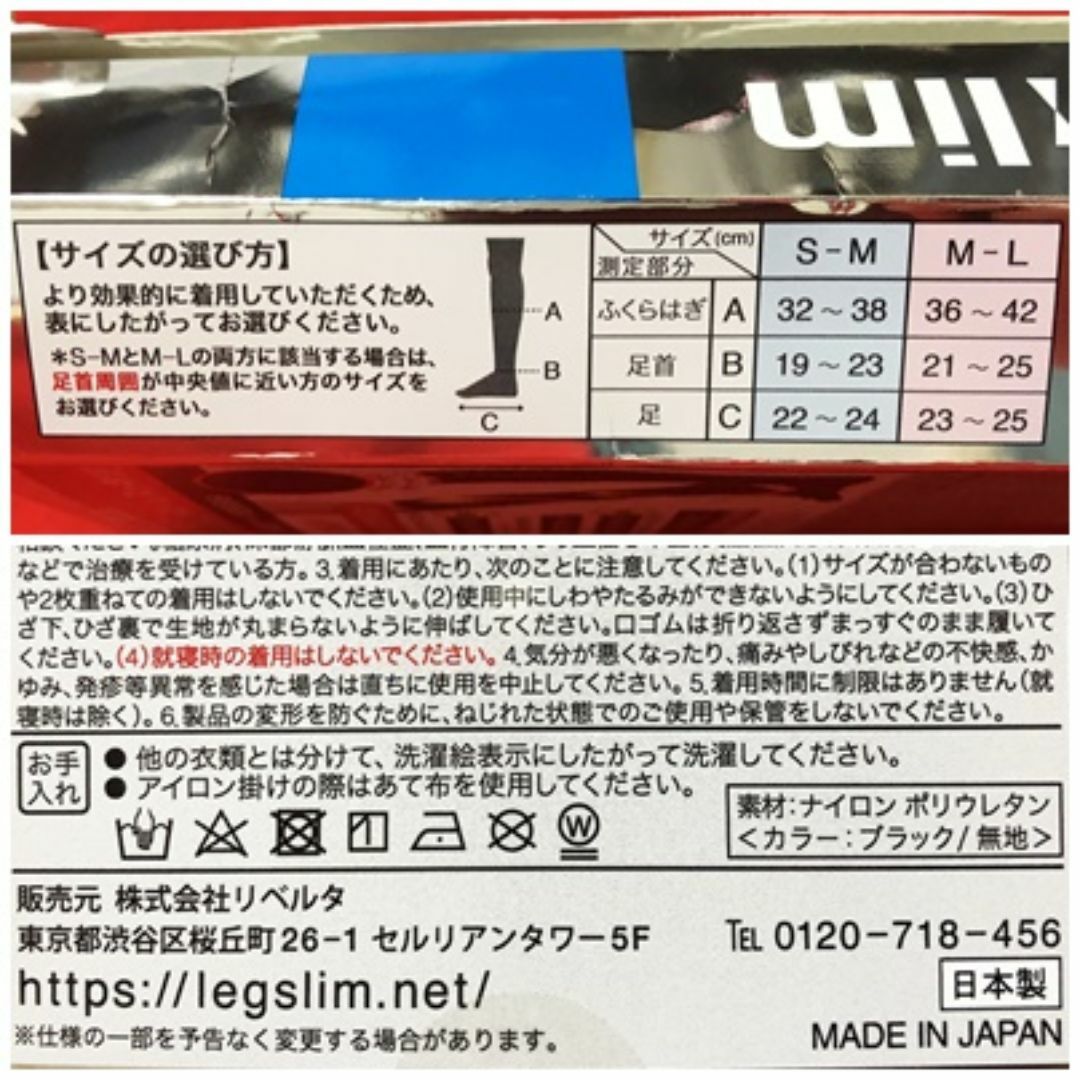 slim
【サイズの選び方】
より効果的に着用していただくため、
表にしたがってお選びください。
*S-MとM-Lの両方に該当する場合は、
足首周囲が中央値に近い方のサイズを
お選びください。
A
B
C
サイズ(cm) S-M M-L
測定部分
ふくらはぎ A 32～38 36～42
足首 B 19～23 21～25
足 C 22～24 23～25
などで治療を受けている方。3.着用にあたり、次のことに注意してください。(1)サイズが合わないもの
や2枚重ねての着用はしないでください。(2)使用中にしわやたるみができないようにしてください。(3)ひ
ざ下、ひざ裏で生地が丸まらないように伸ばしてください。口ゴムは折り返さずまっすぐのまま履いて
ください。(4)就寝時の着用はしないでください。4.気分が悪くなったり、痛みやしびれなどの不快感、か
ゆみ、発疹等異常を感じた場合は直ちに使用を中止してください。5.着用時間に制限はありません(就
寝時は除く)。6.製品の変形を防ぐために、ねじれた状態でのご使用や保管をしないでください。
お手
入れ
● 他の衣類とは分けて、洗濯絵表示にしたがって洗濯してください。
● アイロン掛けの際はあて布を使用してください。
W
素材:ナイロン ポリウレタン
<カラー:ブラック/無地>
販売元 株式会社リベルタ
東京都渋谷区桜丘町26-1 セルリアンタワー5F
TEL 0120-718-456
https://legslim.net/
日本製
※仕様の一部を予告なく変更する場合があります。
MADE IN JAPAN